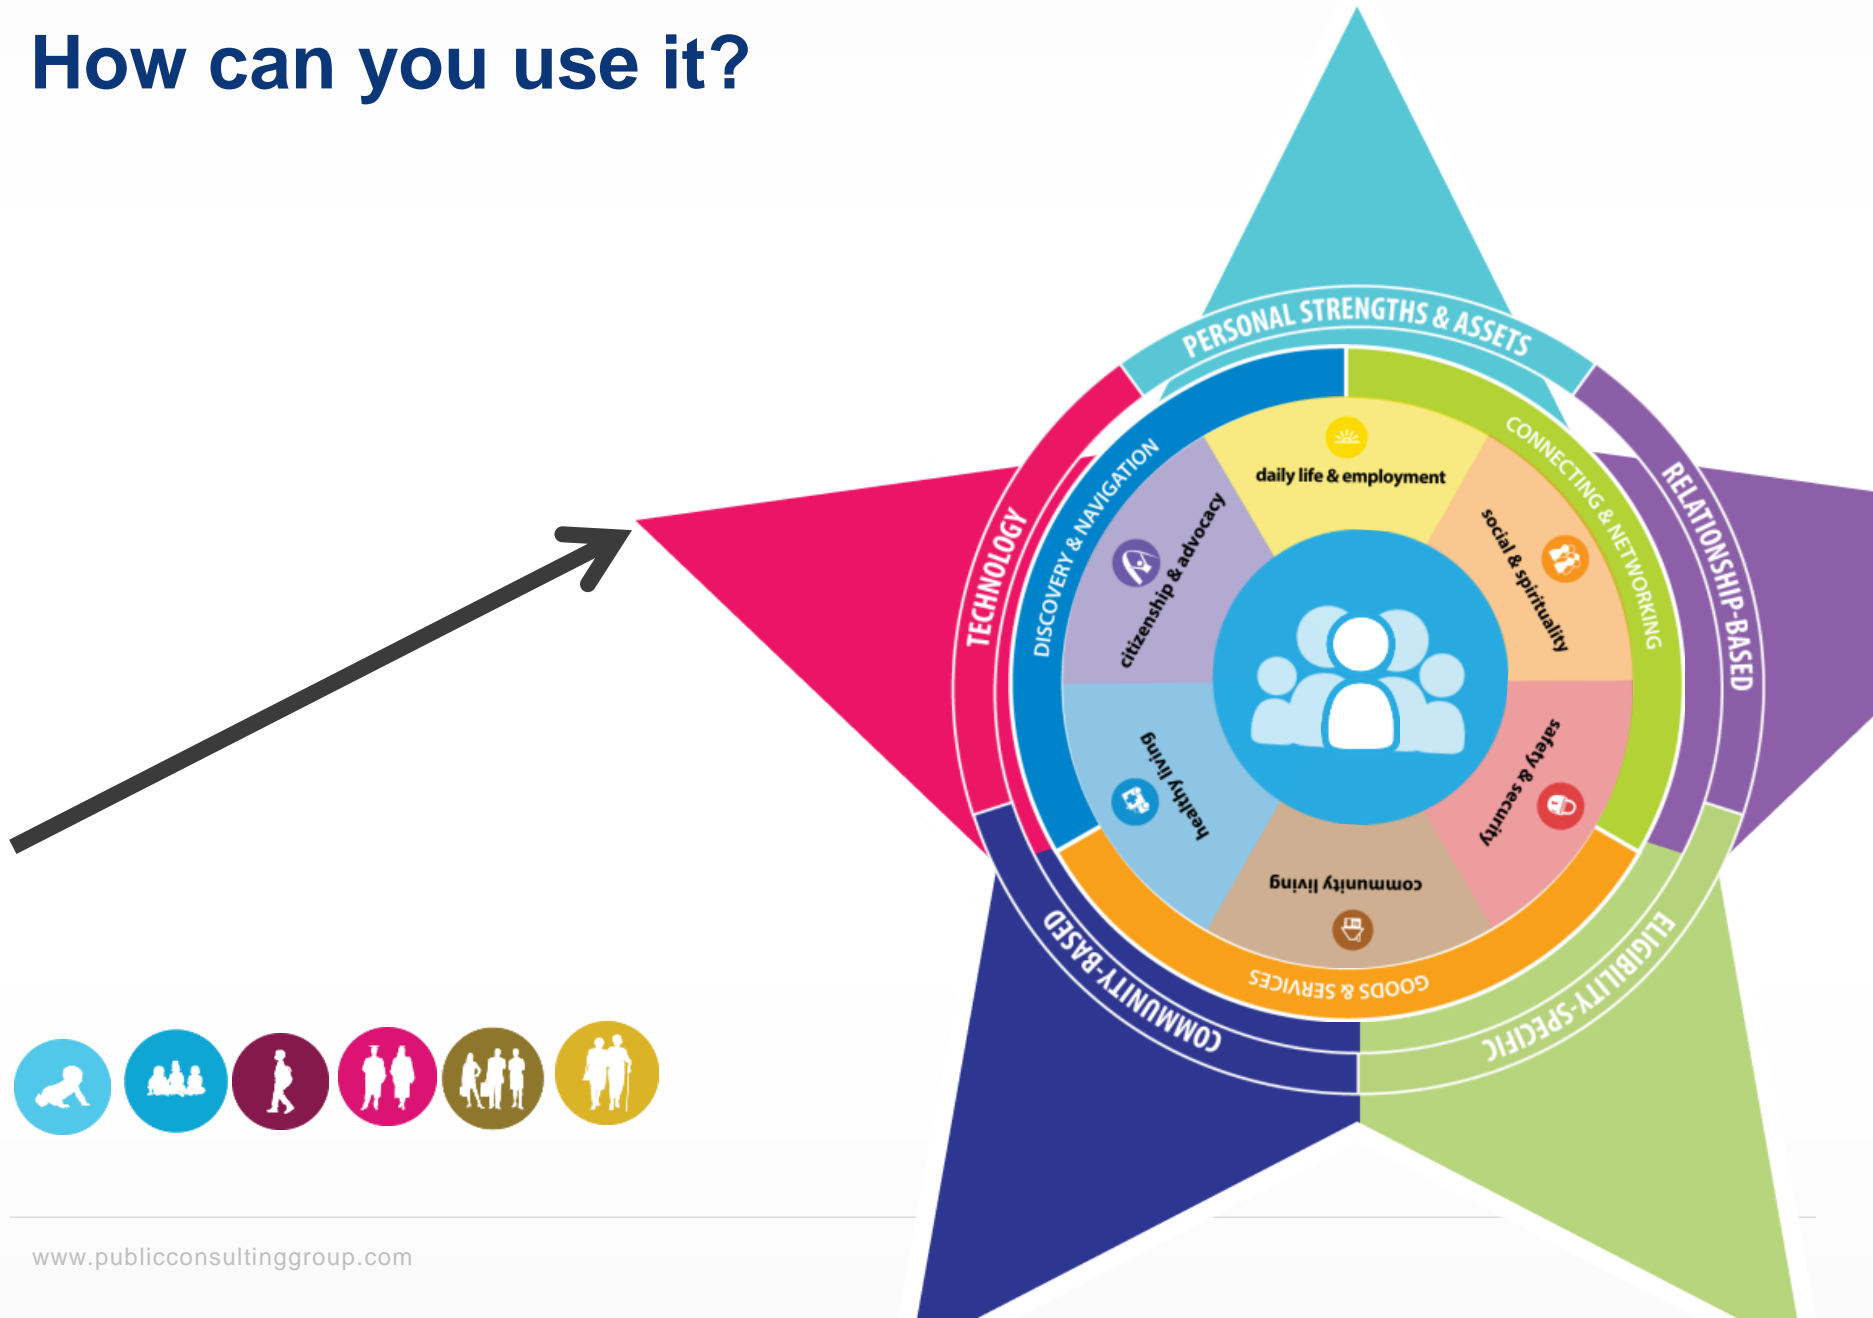 How can you use it?
PERSONAL STRENGTHS & ASSETS
TECHNOLOGY
RELATIONSHIP-BASED
COMMUNITY-BASED
ELIGIBILITY-SPECIFIC
DISCOVERY & NAVIGATION
CONNECTING & NETWORKING
GOODS & SERVICES
daily life & employment
social & spirituality
safety & security
community living
healthy living
citizenship & advocacy
www.publicconsultinggroup.com